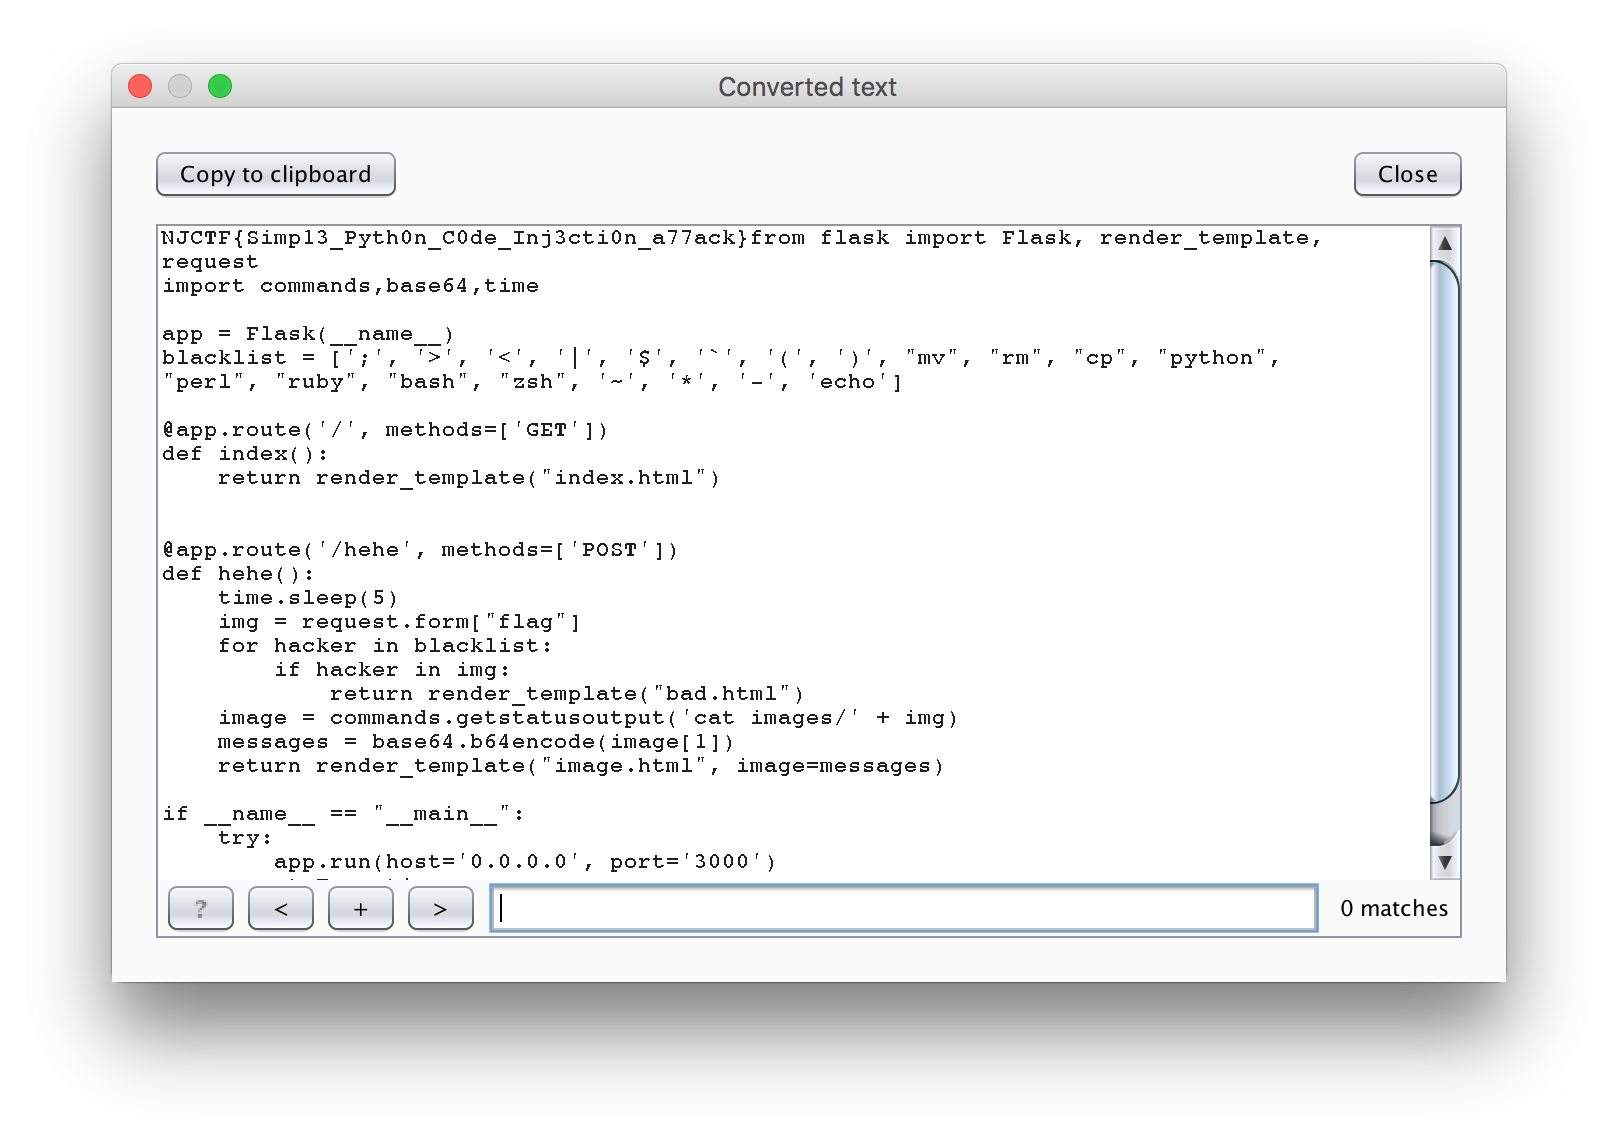 Converted text
Copy to clipboard
Close
NJCTF{Simp13_Pyth0n_C0de_Inj3cti0n_a77ack}from flask import Flask, render_template,
request
import commands,base64,time
app = Flask(__name__)
blacklist = [';', '>', '<', '|', '$', '`', '(', ')', "mv", "rm", "cp", "python",
"perl", "ruby", "bash", "zsh", '~', '*', '-', 'echo']
@app.route('/', methods=['GET'])
def index():
    return render_template("index.html")
@app.route('/hehe', methods=['POST'])
def hehe():
    time.sleep(5)
    img = request.form["flag"]
    for hacker in blacklist:
        if hacker in img:
            return render_template("bad.html")
    image = commands.getstatusoutput('cat images/' + img)
    messages = base64.b64encode(image[1])
    return render_template("image.html", image=messages)
if __name__ == "__main__":
    try:
        app.run(host='0.0.0.0', port='3000')
? < + > 0 matches